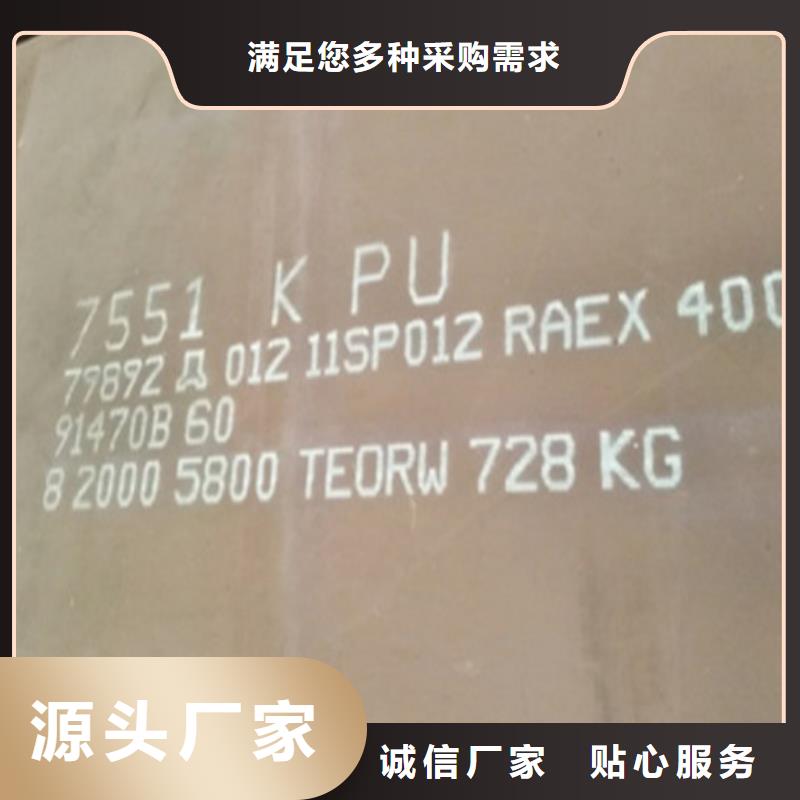 满足您多种采购需求
7551 K PU
79892 012 11SP012 RAEX 400
91470B 60
8 2000 5800 TEORW 728 KG
源头厂家
诚信厂家 贴心服务